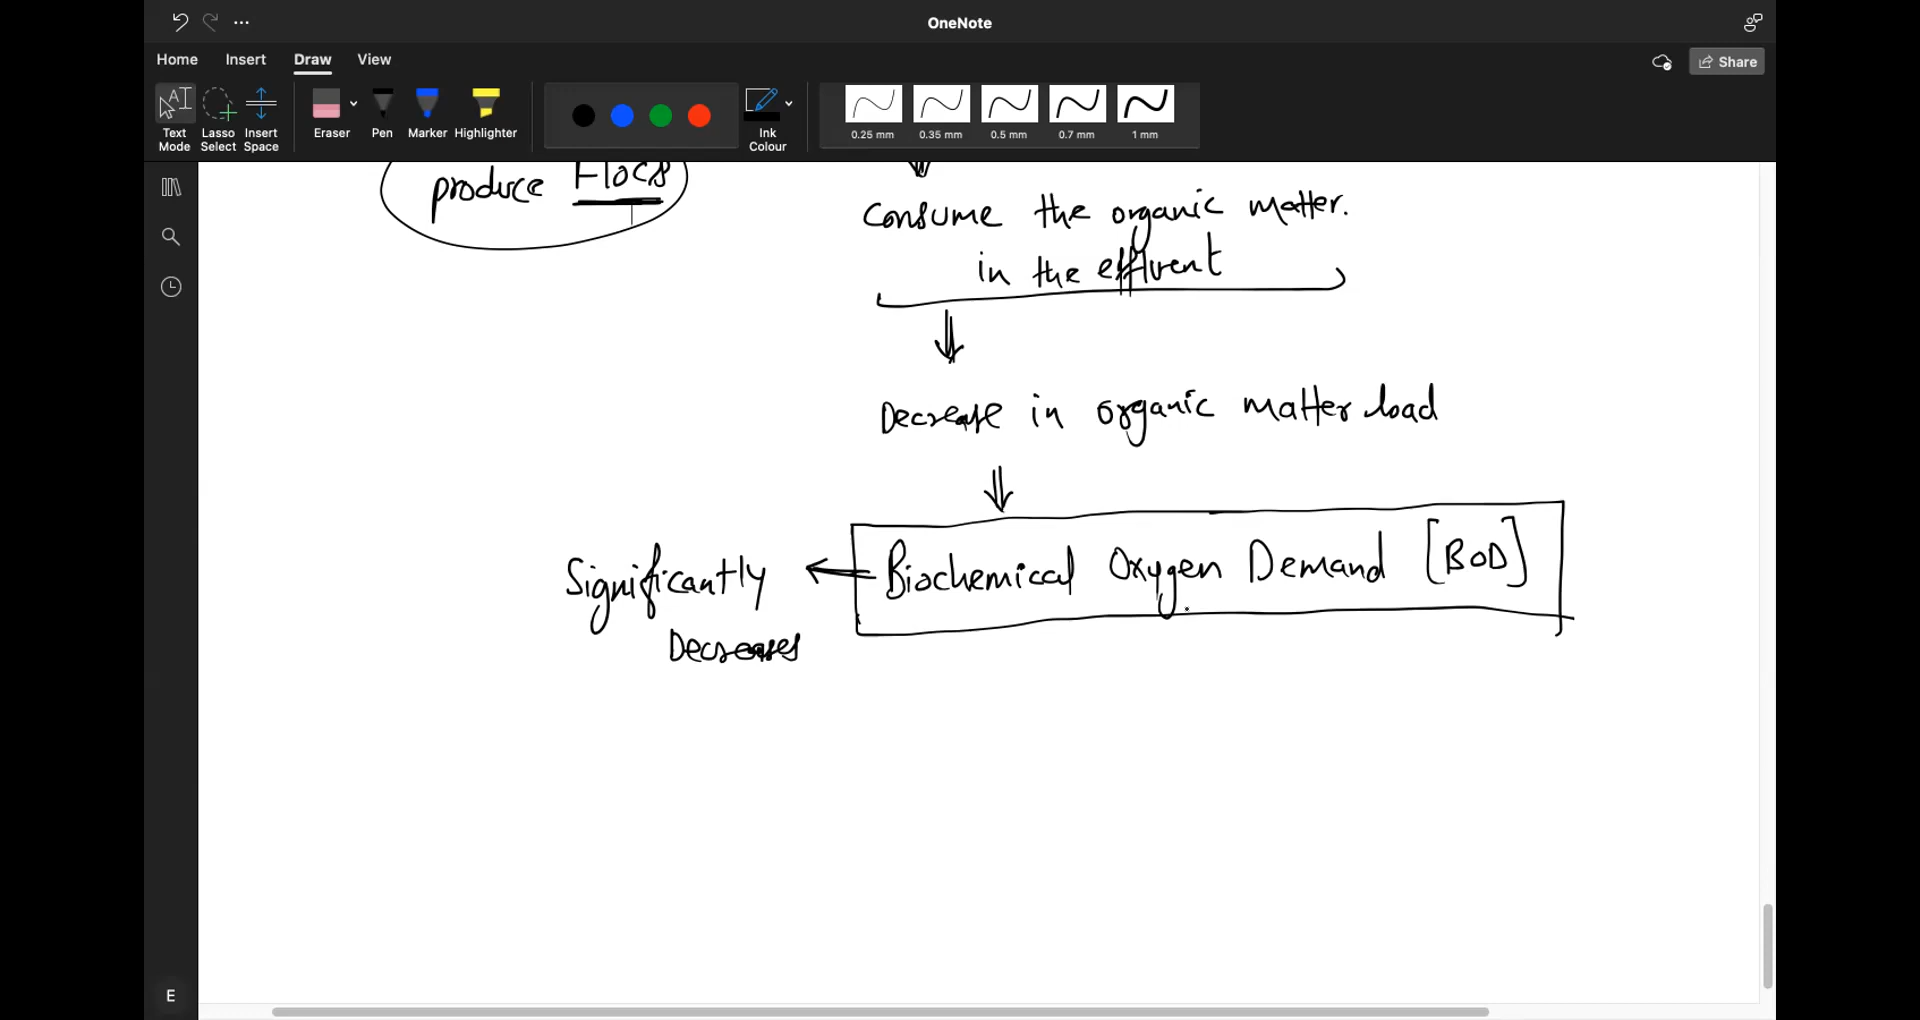 OneNote
Home Insert Draw View
Share
Text Mode
Lasso Select
Insert Space
Eraser
Pen
Marker
Highlighter
Ink Colour
0.25 mm
0.35 mm
0.5 mm
0.7 mm
1 mm
produce Flocs
Consume the organic matter.
in the effluent
Decrease in organic matter load
Biochemical Oxygen Demand [BOD]
Significantly
Decreases
E